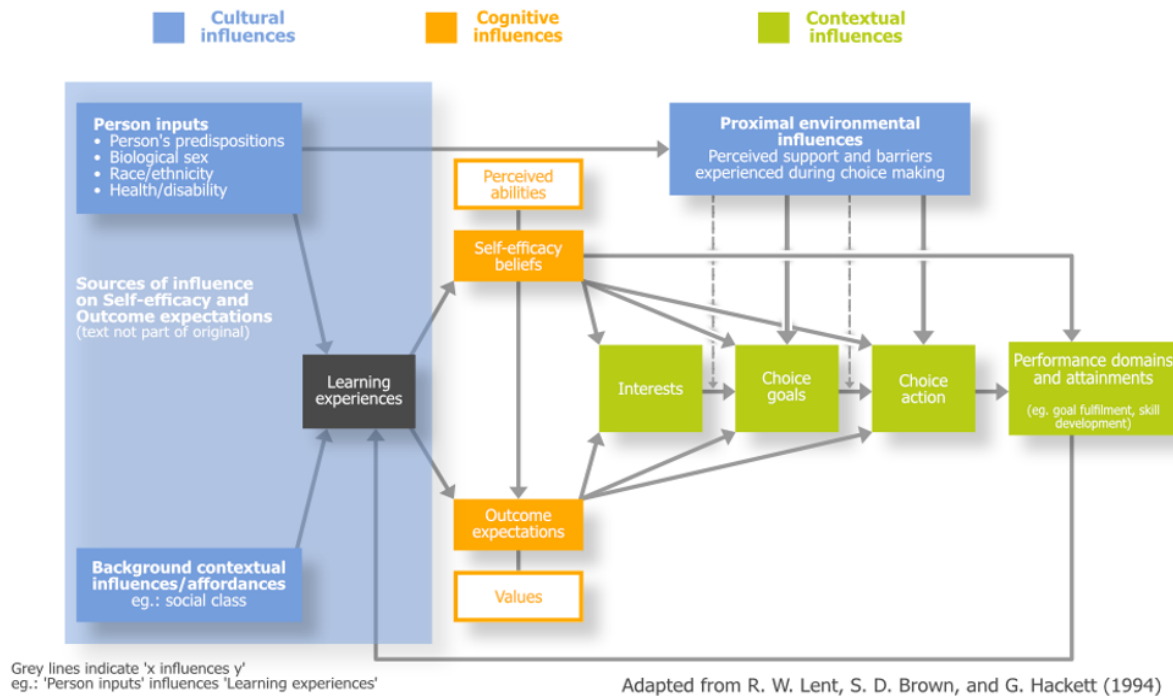 Cultural
influences
Cognitive
influences
Contextual
influences
Person inputs
• Person's predispositions
• Biological sex
• Race/ethnicity
• Health/disability
Proximal environmental
influences
Perceived support and barriers
experienced during choice making
Perceived
abilities
Self-efficacy
beliefs
Sources of influence
on Self-efficacy and
Outcome expectations
(text not part of original)
Learning
experiences
Interests
Choice
goals
Choice
action
Performance domains
and attainments
(eg. goal fulfilment, skill
development)
Outcome
expectations
Values
Background contextual
influences/affordances
eg.: social class
Grey lines indicate 'x influences y'
eg.: 'Person inputs' influences 'Learning experiences'
Adapted from R. W. Lent, S. D. Brown, and G. Hackett (1994)